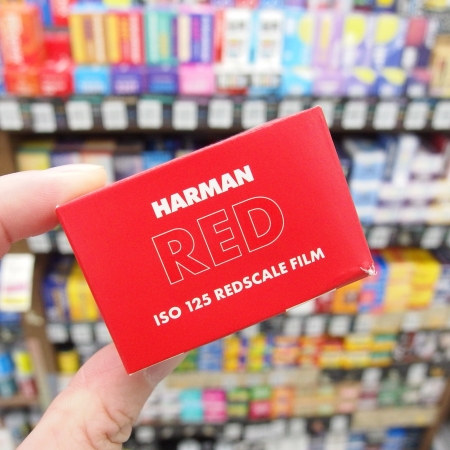 HARMAN
RED
ISO 125 REDSCALE FILM